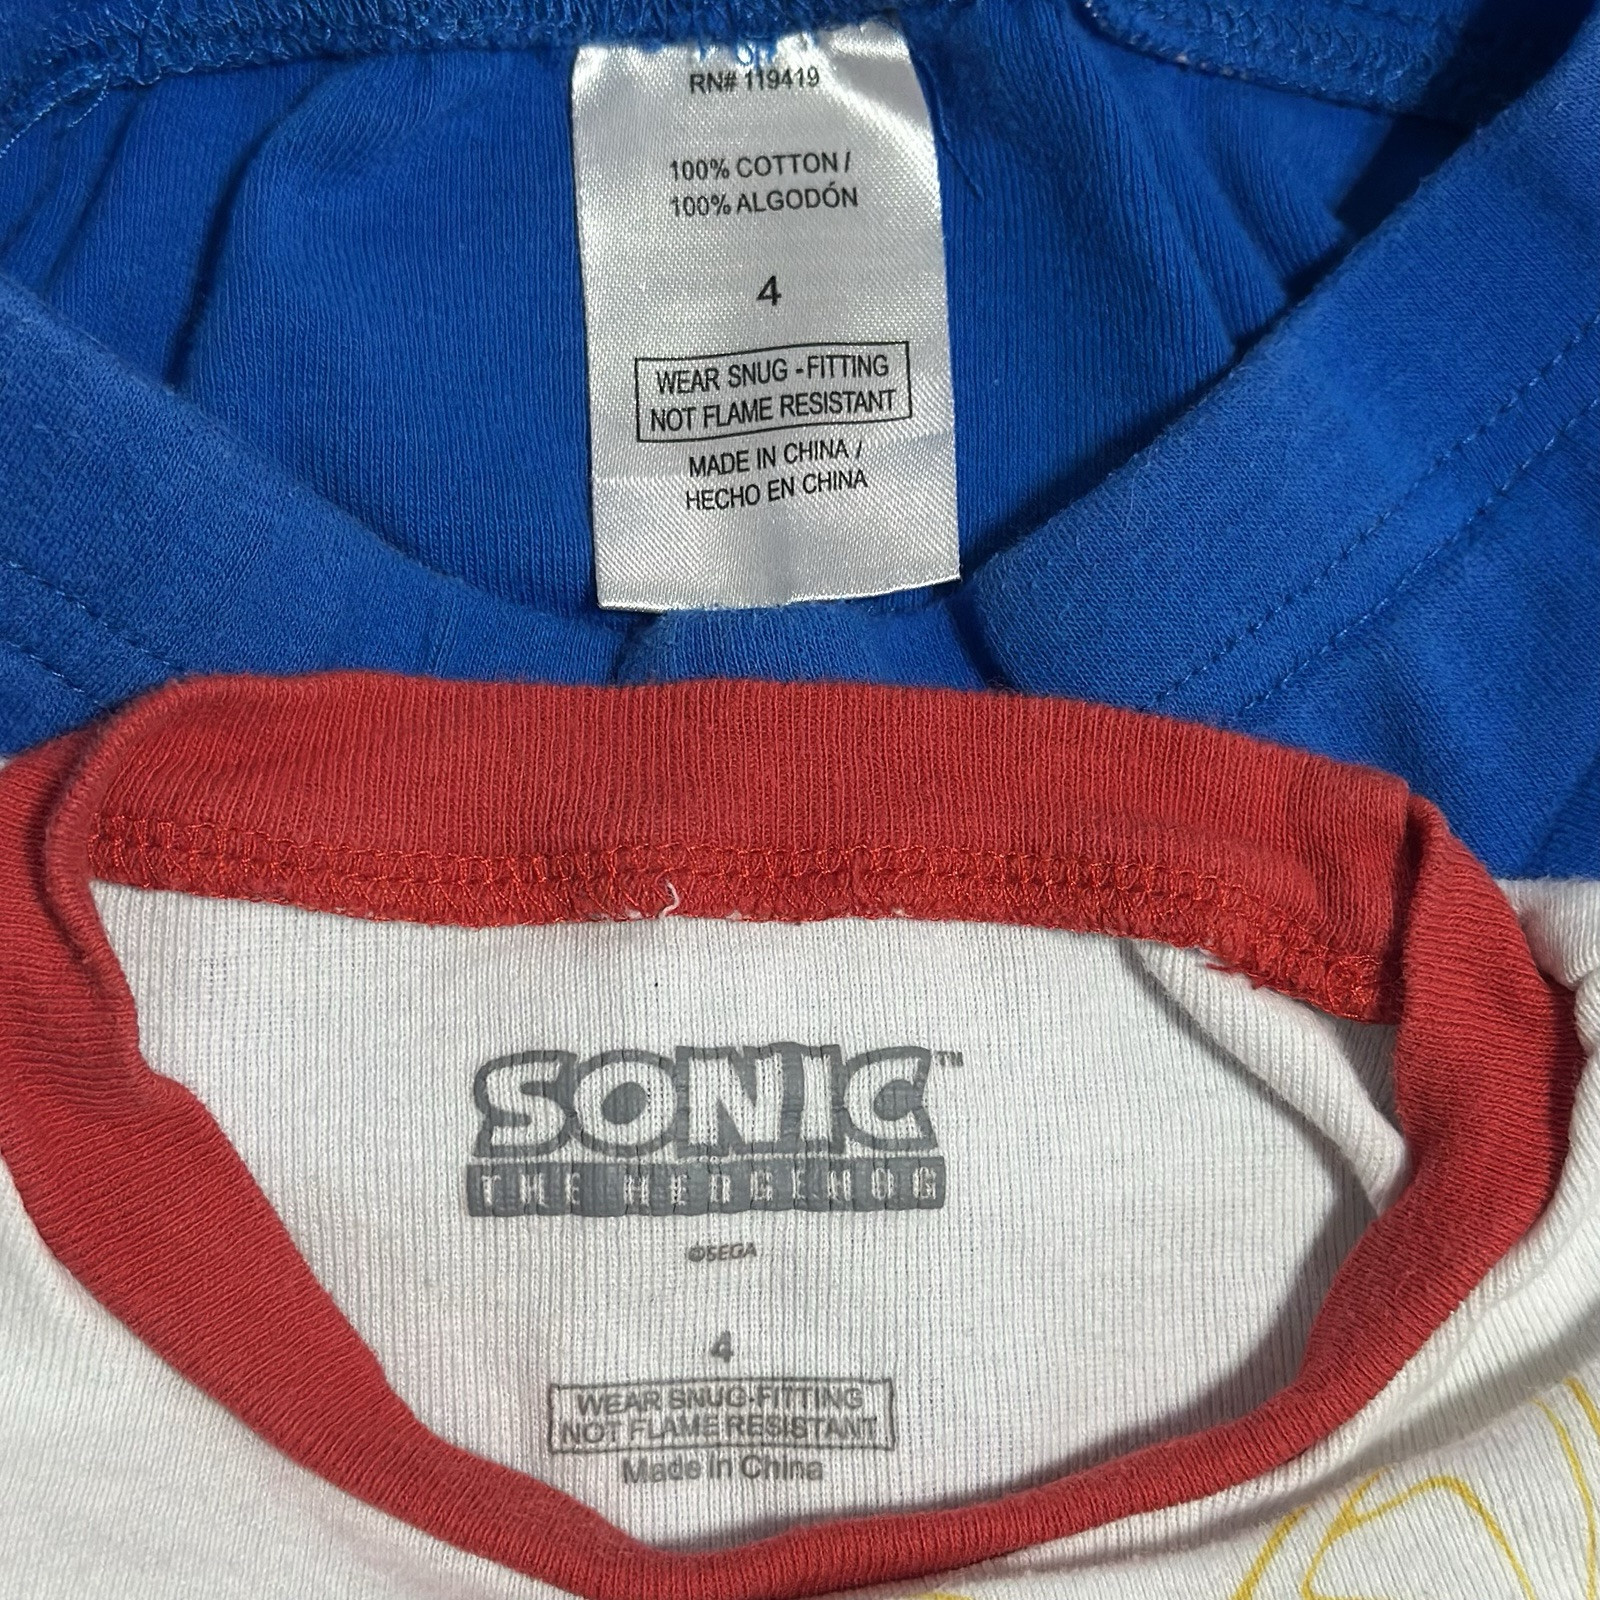 RN# 119419
100% COTTON /
100% ALGODÓN
4
WEAR SNUG - FITTING
NOT FLAME RESISTANT
MADE IN CHINA /
HECHO EN CHINA
SONIC™
THE HEDGEHOG
©SEGA
4
WEAR SNUG-FITTING
NOT FLAME RESISTANT
Made In China